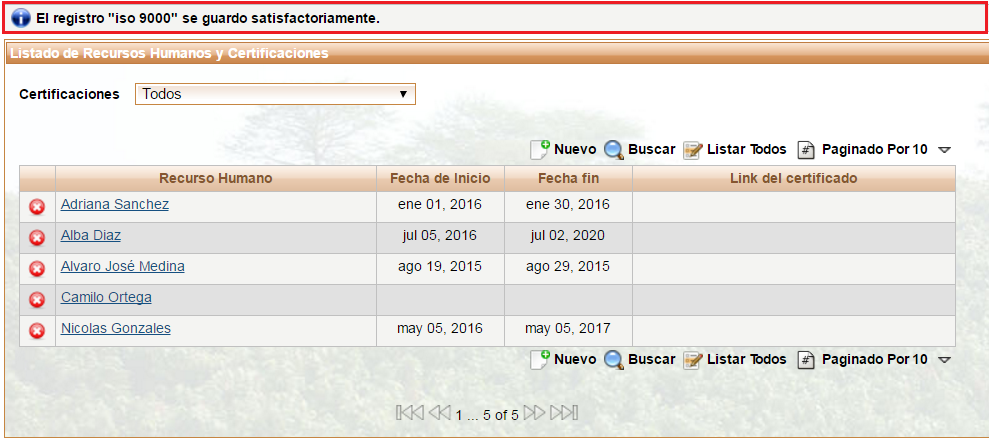 El registro "iso 9000" se guardo satisfactoriamente.
Listado de Recursos Humanos y Certificaciones
Certificaciones Todos
Nuevo Buscar Listar Todos # Paginado Por 10
Recurso Humano Fecha de Inicio Fecha fin Link del certificado
Adriana Sanchez ene 01, 2016 ene 30, 2016
Alba Diaz jul 05, 2016 jul 02, 2020
Alvaro José Medina ago 19, 2015 ago 29, 2015
Camilo Ortega
Nicolas Gonzales may 05, 2016 may 05, 2017
Nuevo Buscar Listar Todos # Paginado Por 10
1 ... 5 of 5